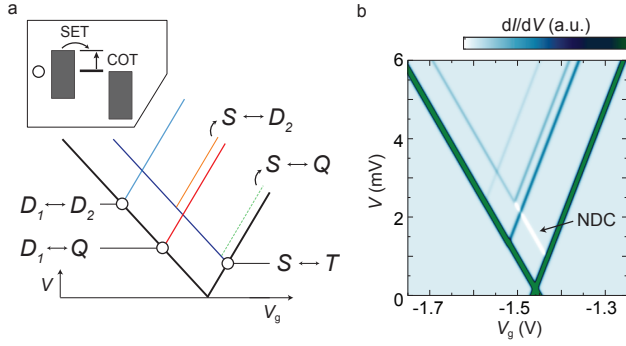 a
SET
COT
S ↔ D2
S ↔ Q
D1 ↔ D2
D1 ↔ Q
S ↔ T
V
Vg
b
dI/dV (a.u.)
6
4
2
0
V (mV)
NDC
-1.7
-1.5
-1.3
Vg (V)